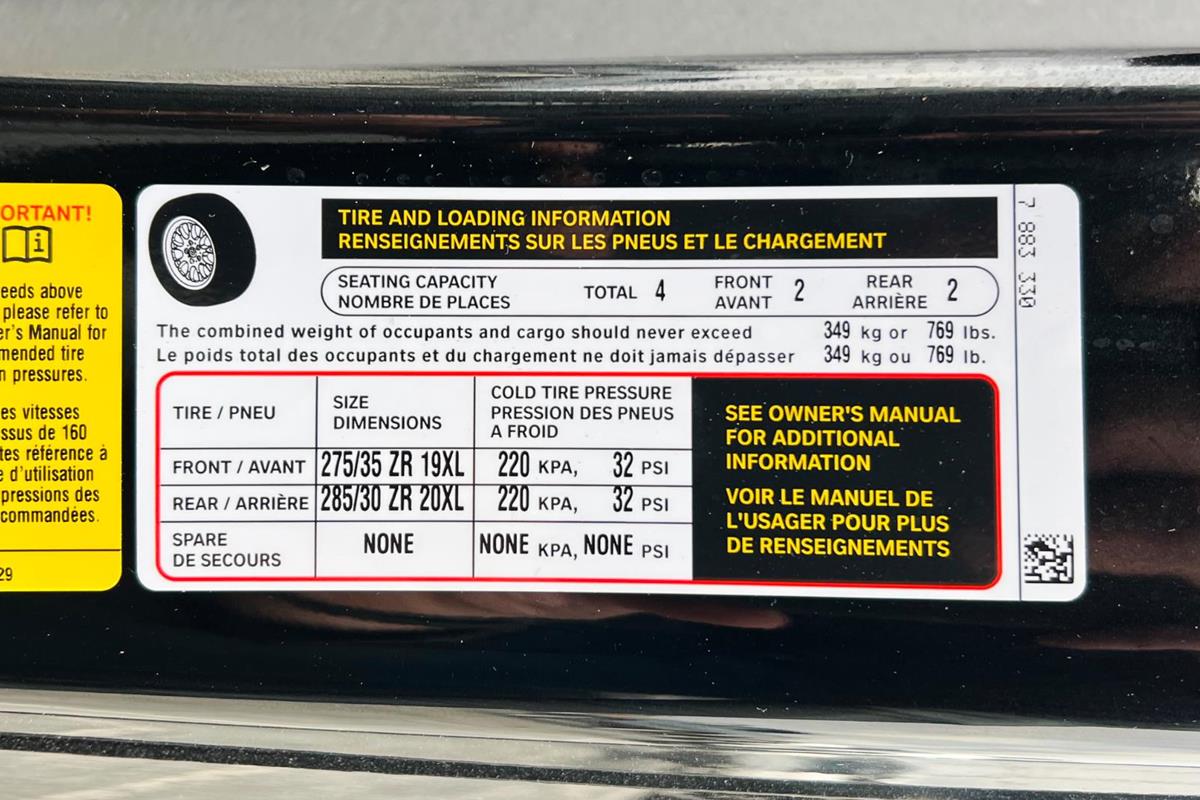 ORTANT!
eeds above
please refer to
er's Manual for
mended tire
n pressures.
es vitesses
ssus de 160
tes référence à
e d'utilisation
pressions des
commandées.
29
TIRE AND LOADING INFORMATION
RENSEIGNEMENTS SUR LES PNEUS ET LE CHARGEMENT
SEATING CAPACITY
NOMBRE DE PLACES
TOTAL 4
FRONT
AVANT 2
REAR
ARRIÈRE 2
The combined weight of occupants and cargo should never exceed 349 kg or 769 lbs.
Le poids total des occupants et du chargement ne doit jamais dépasser 349 kg ou 769 lb.
TIRE / PNEU
SIZE
DIMENSIONS
COLD TIRE PRESSURE
PRESSION DES PNEUS
A FROID
FRONT / AVANT 275/35 ZR 19XL 220 KPA, 32 PSI
REAR / ARRIÈRE 285/30 ZR 20XL 220 KPA, 32 PSI
SPARE
DE SECOURS
NONE NONE KPA, NONE PSI
SEE OWNER'S MANUAL
FOR ADDITIONAL
INFORMATION
VOIR LE MANUEL DE
L'USAGER POUR PLUS
DE RENSEIGNEMENTS
7 883 330